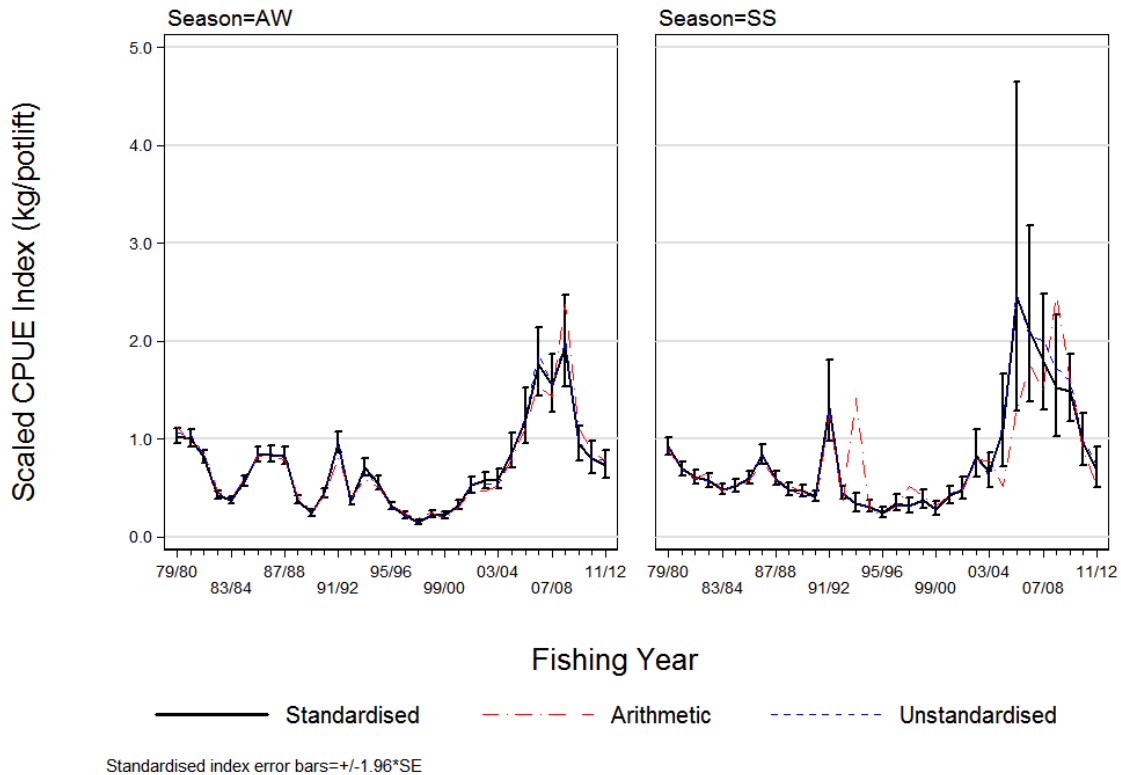 Season=AW
Season=SS
Scaled CPUE Index (kg/potlift)
5.0
4.0
3.0
2.0
1.0
0.0
79/80 87/88 95/96 03/04 11/12
83/84 91/92 99/00 07/08
79/80 87/88 95/96 03/04 11/12
83/84 91/92 99/00 07/08
Fishing Year
Standardised Arithmetic Unstandardised
Standardised index error bars=+/-1.96*SE